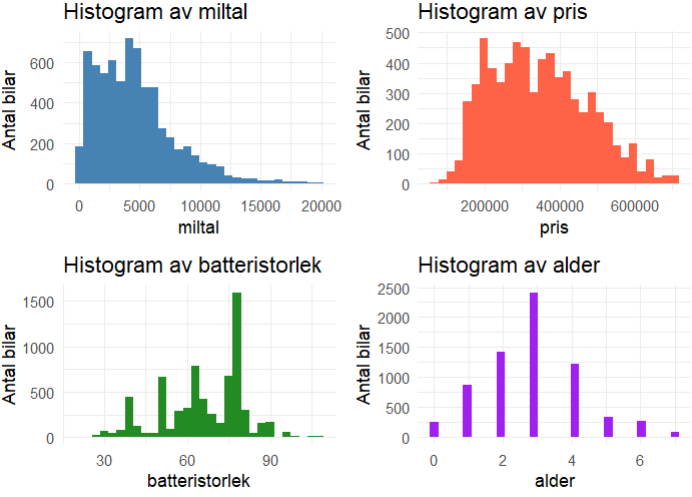 Histogram av miltal
Antal bilar
600
400
200
0
0 5000 10000 15000 20000
miltal
Histogram av pris
Antal bilar
500
400
300
200
100
0
200000 400000 600000
pris
Histogram av batteristorlek
Antal bilar
1500
1000
500
0
30 60 90
batteristorlek
Histogram av alder
Antal bilar
2500
2000
1500
1000
500
0
0 2 4 6
alder